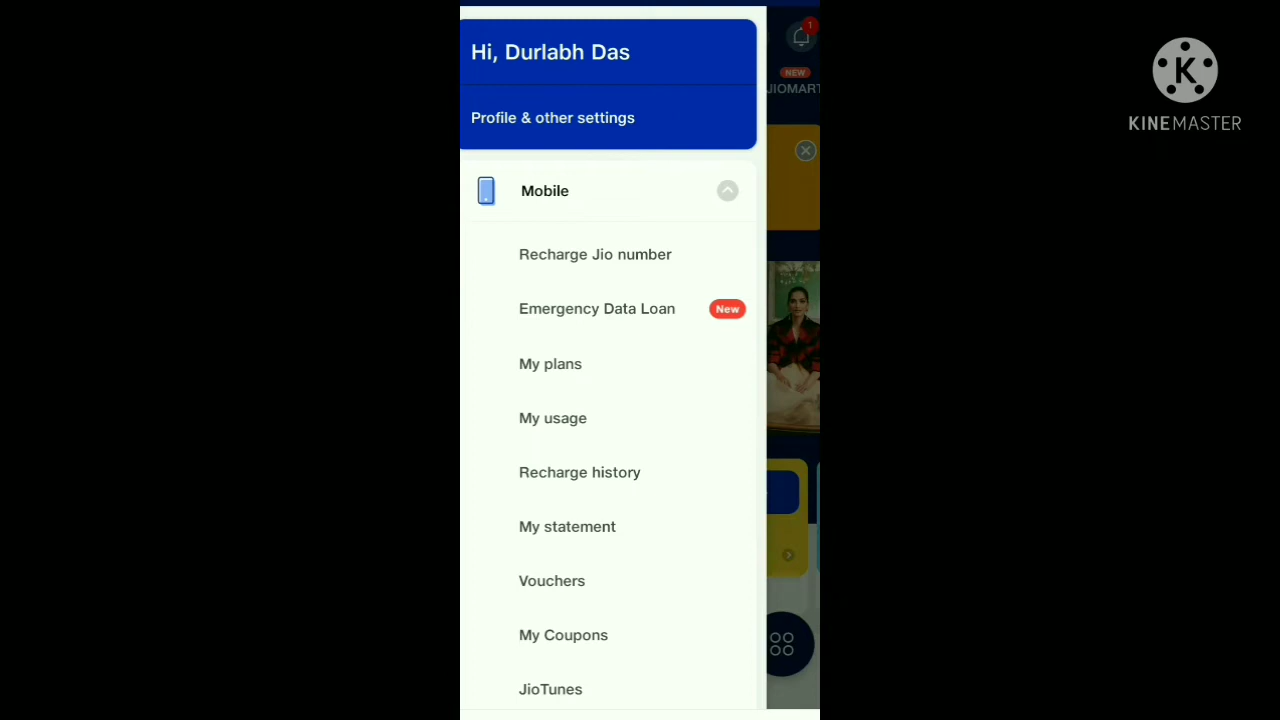 Hi, Durlabh Das
Profile & other settings
Mobile
Recharge Jio number
Emergency Data Loan
New
My plans
My usage
Recharge history
My statement
Vouchers
My Coupons
JioTunes
1
NEW
JIOMART
K
KINEMASTER